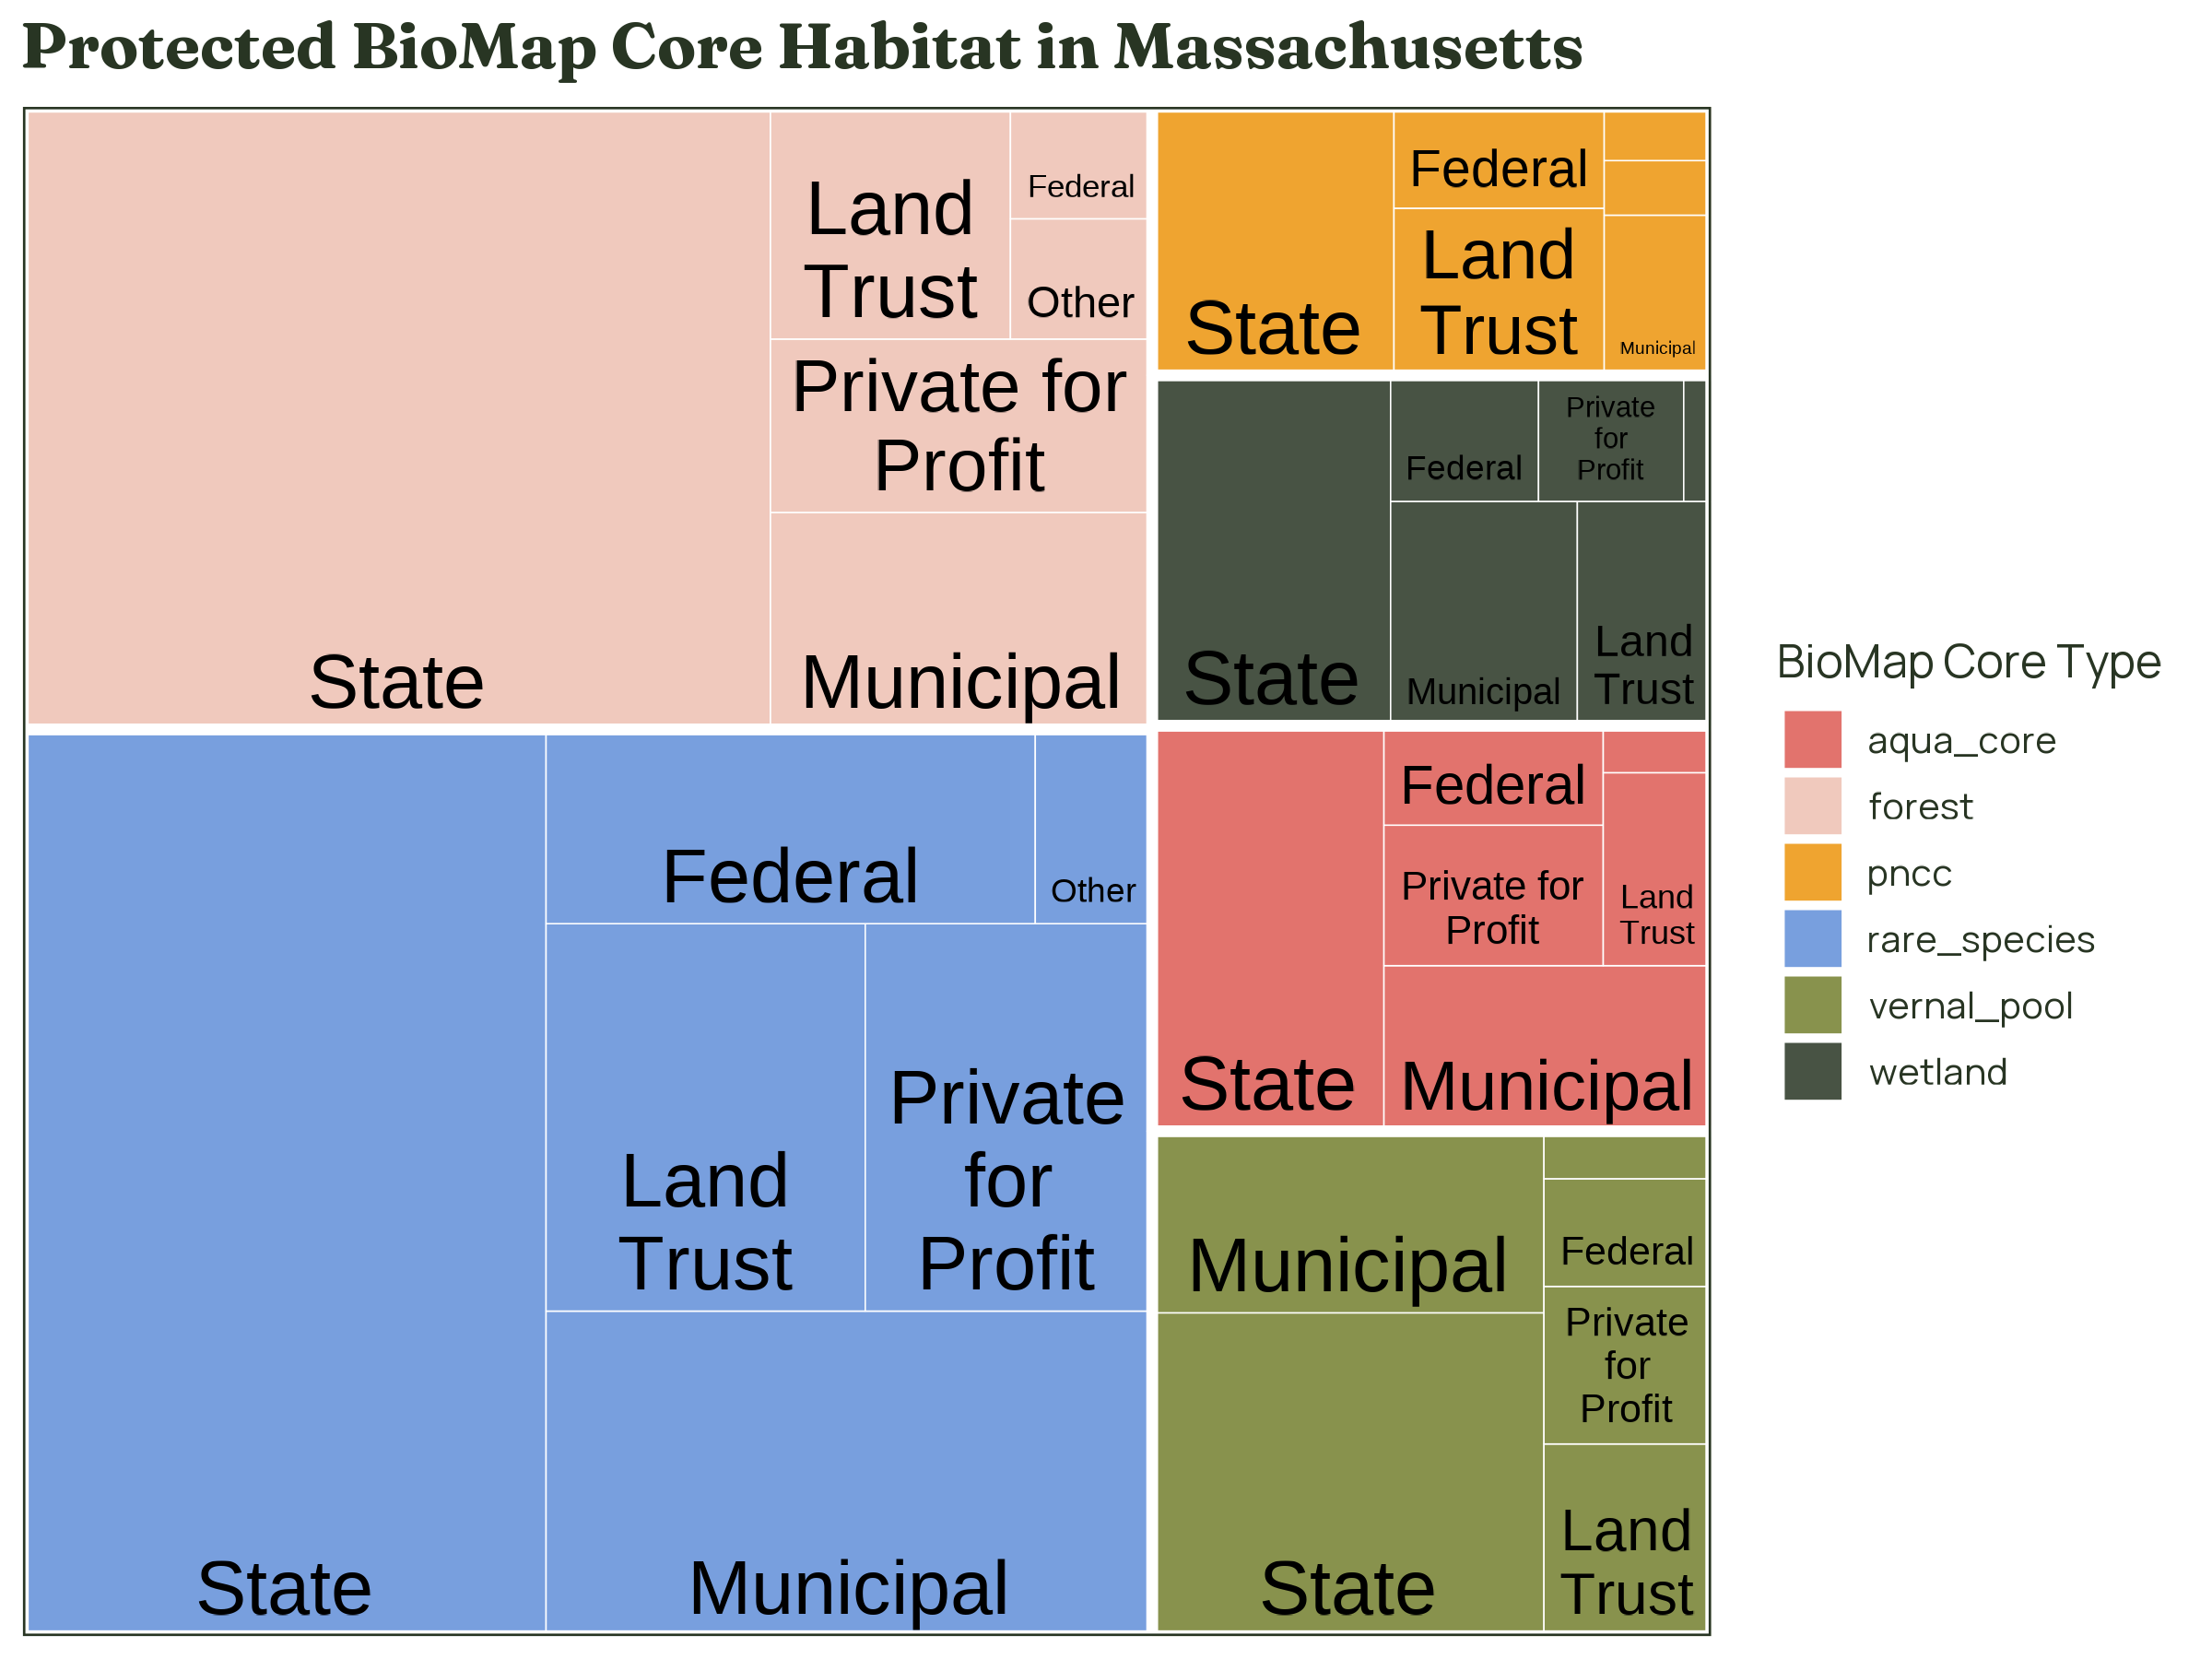 Protected BioMap Core Habitat in Massachusetts
State
Land
Trust
Federal
Other
Private for
Profit
Municipal
State
Federal
Land
Trust
Municipal
State
Federal
Private
for
Profit
Municipal
Land
Trust
State
Federal
Other
Land
Trust
Private
for
Profit
Municipal
State
Federal
Private for
Profit
Land
Trust
Municipal
Municipal
State
Federal
Private
for
Profit
Land
Trust
BioMap Core Type
aqua_core
forest
pncc
rare_species
vernal_pool
wetland